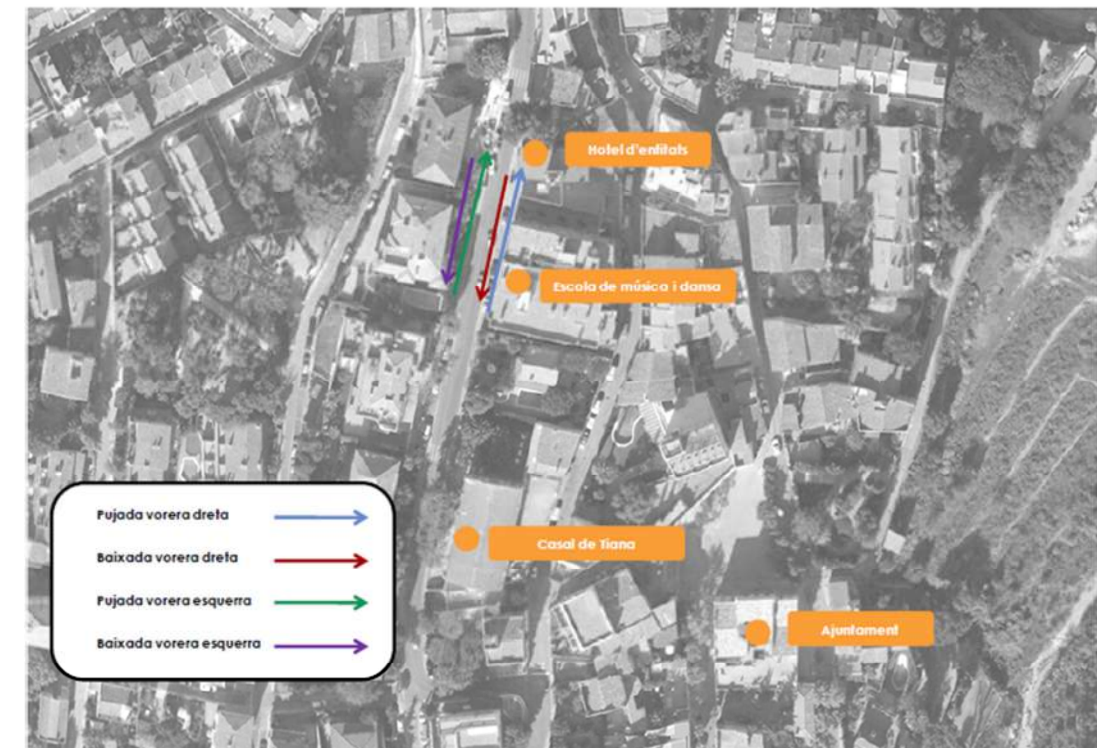 Hotel d'entitats
Escola de música i dansa
Casal de Tiana
Ajuntament
Pujada vorera dreta
Baixada vorera dreta
Pujada vorera esquerra
Baixada vorera esquerra